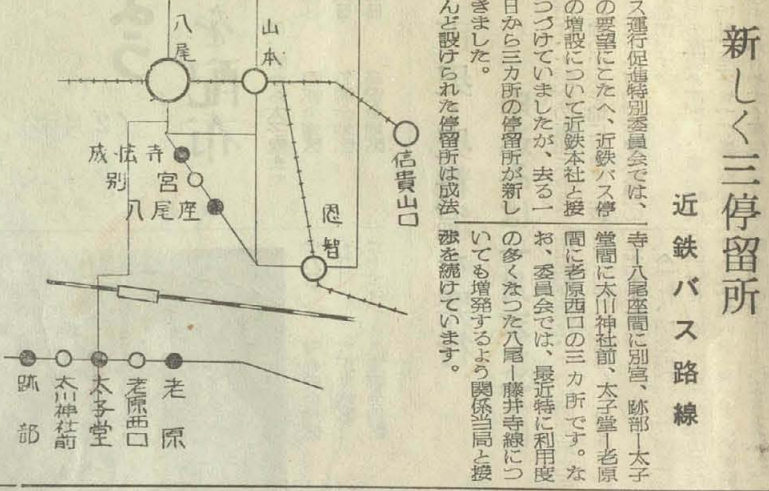 新しく三停留所
近鉄バス路線
ス運行促進特別委員会では、
の要望にこたへ、近鉄バス停
の増設について近鉄本社と接
つづけていましたが、去る一
日から三カ所の停留所が新し
きました。
んど設けられた停留所は成法
寺ー八尾座間に別宮、跡部ー太子
堂間に太川神社前、太子堂ー老原
間に老原西口の三カ所です。な
お、委員会では、最近特に利用度
の多くなつた八尾ー藤井寺線につ
いても増発するよう関係当局と接
渉を続けています。
八尾
山本
信貴山口
成法寺
別宮
八尾座
恩智
老原
老原西口
太子堂
太川神社前
跡部